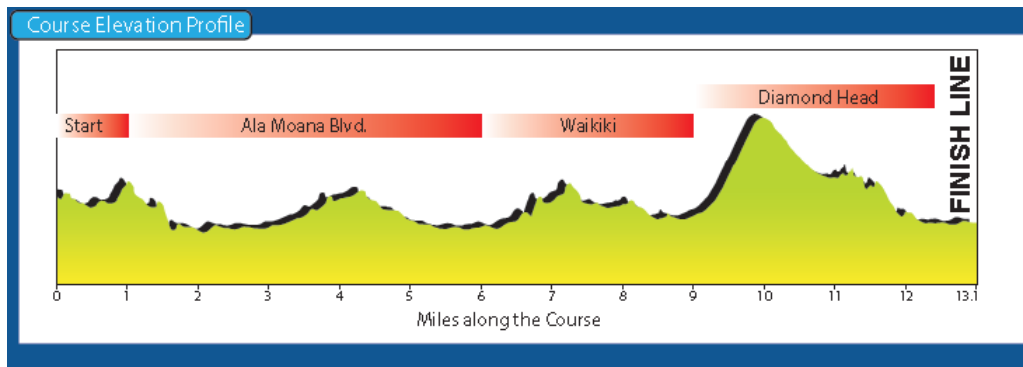 Course Elevation Profile
Start
Ala Moana Blvd.
Waikiki
Diamond Head
FINISH LINE
0 1 2 3 4 5 6 7 8 9 10 11 12 13.1
Miles along the Course